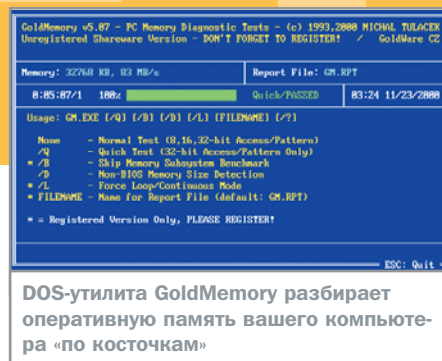 GoldMemory v5.07 - PC Memory Diagnostic Tests - (c) 1993,2000 MICHAL TULACEK
Unregistered Shareware Version - DON'T FORGET TO REGISTER! / GoldWare CZ
Memory: 32768 KB, 83 MB/s Report File: GM.RPT
0:05:07/1 100% Quick/PASSED 03:24 11/23/2000
Usage: GM.EXE [/Q] [/B] [/D] [/L] [FILENAME] [/?]
None - Normal Test (8,16,32-bit Access/Pattern)
/Q - Quick Test (32-bit Access/Pattern Only)
* /B - Skip Memory Subsystem Benchmark
/D - Non-BIOS Memory Size Detection
* /L - Force Loop/Continuous Mode
* FILENAME - Name for Report File (default: GM.RPT)
* = Registered Version Only, PLEASE REGISTER!
ESC: Quit
DOS-утилита GoldMemory разбирает
оперативную память вашего компьюте-
ра «по косточкам»